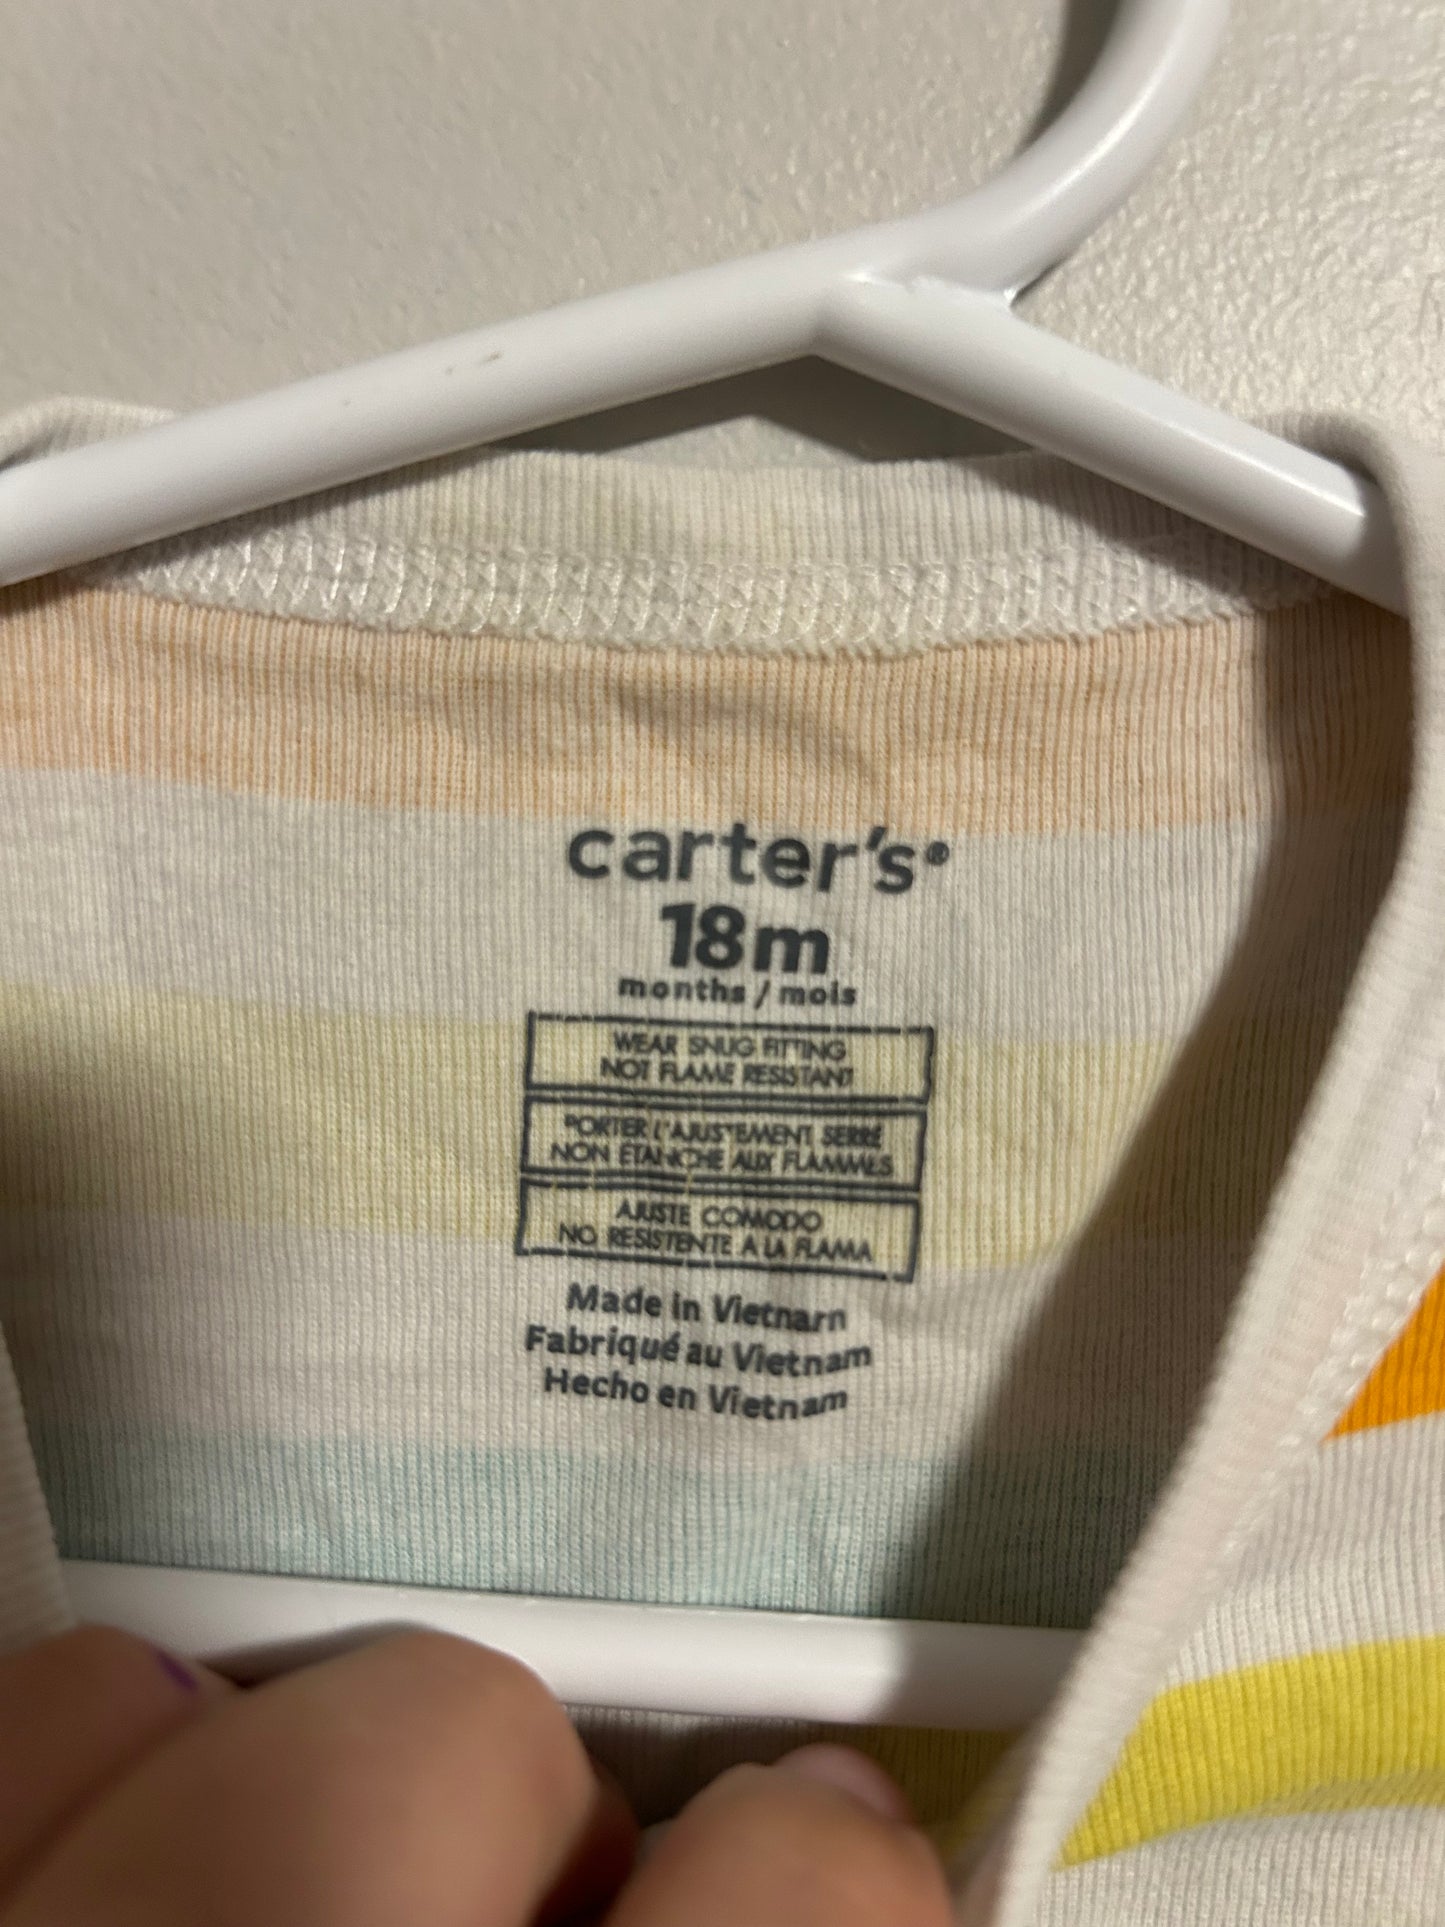 carter's®
18m
months / mois
WEAR SNUG FITTING
NOT FLAME RESISTANT
PORTER L'AJUSTEMENT SERRÉ
NON ÉTANCHE AUX FLAMMES
AJUSTE COMODO
NO RESISTENTE A LA FLAMA
Made in Vietnam
Fabriqué au Vietnam
Hecho en Vietnam